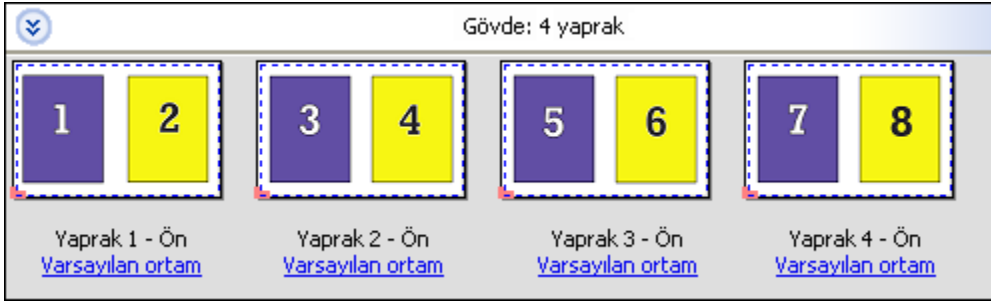 Gövde: 4 yaprak
1 2 3 4 5 6 7 8
Yaprak 1 - Ön Yaprak 2 - Ön Yaprak 3 - Ön Yaprak 4 - Ön
Varsayılan ortam Varsayılan ortam Varsayılan ortam Varsayılan ortam